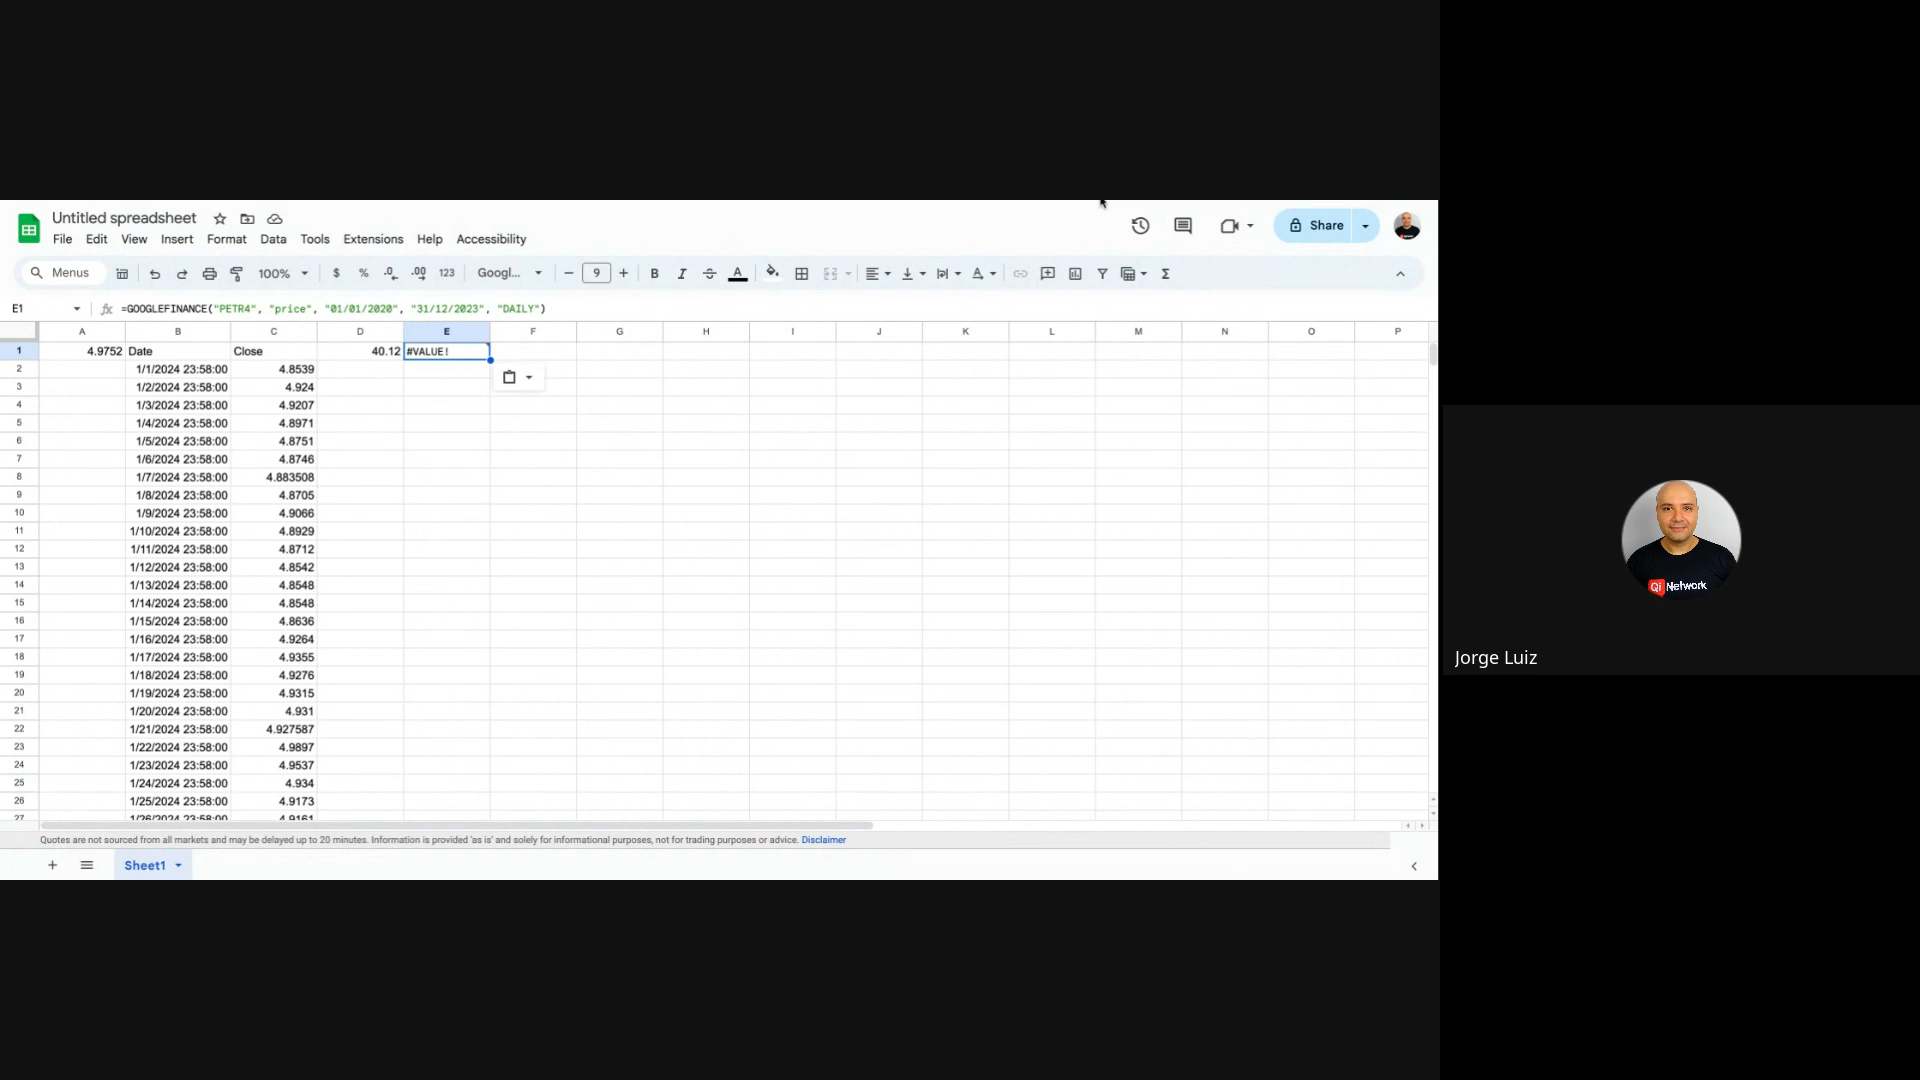 Untitled spreadsheet
File Edit View Insert Format Data Tools Extensions Help Accessibility
Share
Menus 100% $ % .0 .00 123 Googl... 9 B I A Σ
E1 fx =GOOGLEFINANCE("PETR4", "price", "01/01/2020", "31/12/2023", "DAILY")
A B C D E F G H I J K L M N O P
1 4.9752 Date Close 40.12 #VALUE!
2 1/1/2024 23:58:00 4.8539
3 1/2/2024 23:58:00 4.924
4 1/3/2024 23:58:00 4.9207
5 1/4/2024 23:58:00 4.8971
6 1/5/2024 23:58:00 4.8751
7 1/6/2024 23:58:00 4.8746
8 1/7/2024 23:58:00 4.883508
9 1/8/2024 23:58:00 4.8705
10 1/9/2024 23:58:00 4.9066
11 1/10/2024 23:58:00 4.8929
12 1/11/2024 23:58:00 4.8712
13 1/12/2024 23:58:00 4.8542
14 1/13/2024 23:58:00 4.8548
15 1/14/2024 23:58:00 4.8548
16 1/15/2024 23:58:00 4.8636
17 1/16/2024 23:58:00 4.9264
18 1/17/2024 23:58:00 4.9355
19 1/18/2024 23:58:00 4.9276
20 1/19/2024 23:58:00 4.9315
21 1/20/2024 23:58:00 4.931
22 1/21/2024 23:58:00 4.927587
23 1/22/2024 23:58:00 4.9897
24 1/23/2024 23:58:00 4.9537
25 1/24/2024 23:58:00 4.934
26 1/25/2024 23:58:00 4.9173
27 1/26/2024 23:58:00 4.9161
Quotes are not sourced from all markets and may be delayed up to 20 minutes. Information is provided 'as is' and solely for informational purposes, not for trading purposes or advice. Disclaimer
Sheet1
Qi Network
Jorge Luiz